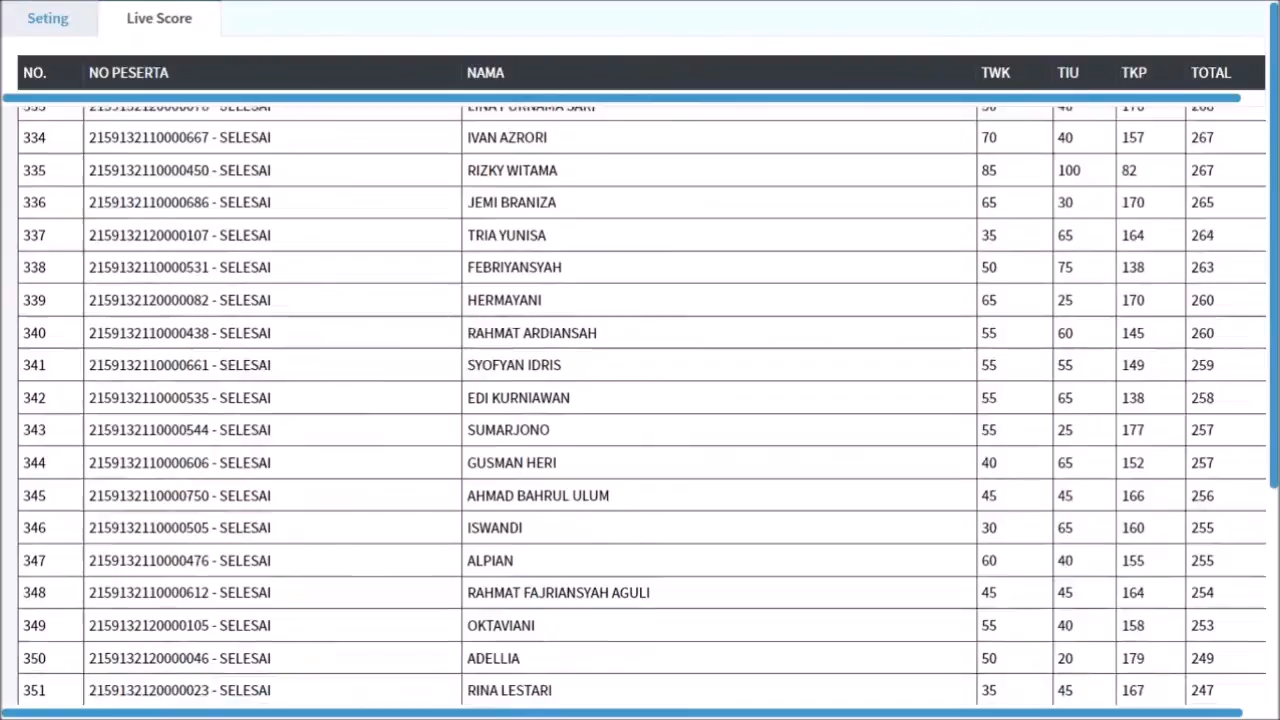 Seting Live Score
NO. NO PESERTA NAMA TWK TIU TKP TOTAL
334 2159132110000667 - SELESAI IVAN AZRORI 70 40 157 267
335 2159132110000450 - SELESAI RIZKY WITAMA 85 100 82 267
336 2159132110000686 - SELESAI JEMI BRANIZA 65 30 170 265
337 2159132120000107 - SELESAI TRIA YUNISA 35 65 164 264
338 2159132110000531 - SELESAI FEBRIYANSYAH 50 75 138 263
339 2159132120000082 - SELESAI HERMAYANI 65 25 170 260
340 2159132110000438 - SELESAI RAHMAT ARDIANSAH 55 60 145 260
341 2159132110000661 - SELESAI SYOFYAN IDRIS 55 55 149 259
342 2159132110000535 - SELESAI EDI KURNIAWAN 55 65 138 258
343 2159132110000544 - SELESAI SUMARJONO 55 25 177 257
344 2159132110000606 - SELESAI GUSMAN HERI 40 65 152 257
345 2159132110000750 - SELESAI AHMAD BAHRUL ULUM 45 45 166 256
346 2159132110000505 - SELESAI ISWANDI 30 65 160 255
347 2159132110000476 - SELESAI ALPIAN 60 40 155 255
348 2159132110000612 - SELESAI RAHMAT FAJRIANSYAH AGULI 45 45 164 254
349 2159132120000105 - SELESAI OKTAVIANI 55 40 158 253
350 2159132120000046 - SELESAI ADELLIA 50 20 179 249
351 2159132120000023 - SELESAI RINA LESTARI 35 45 167 247